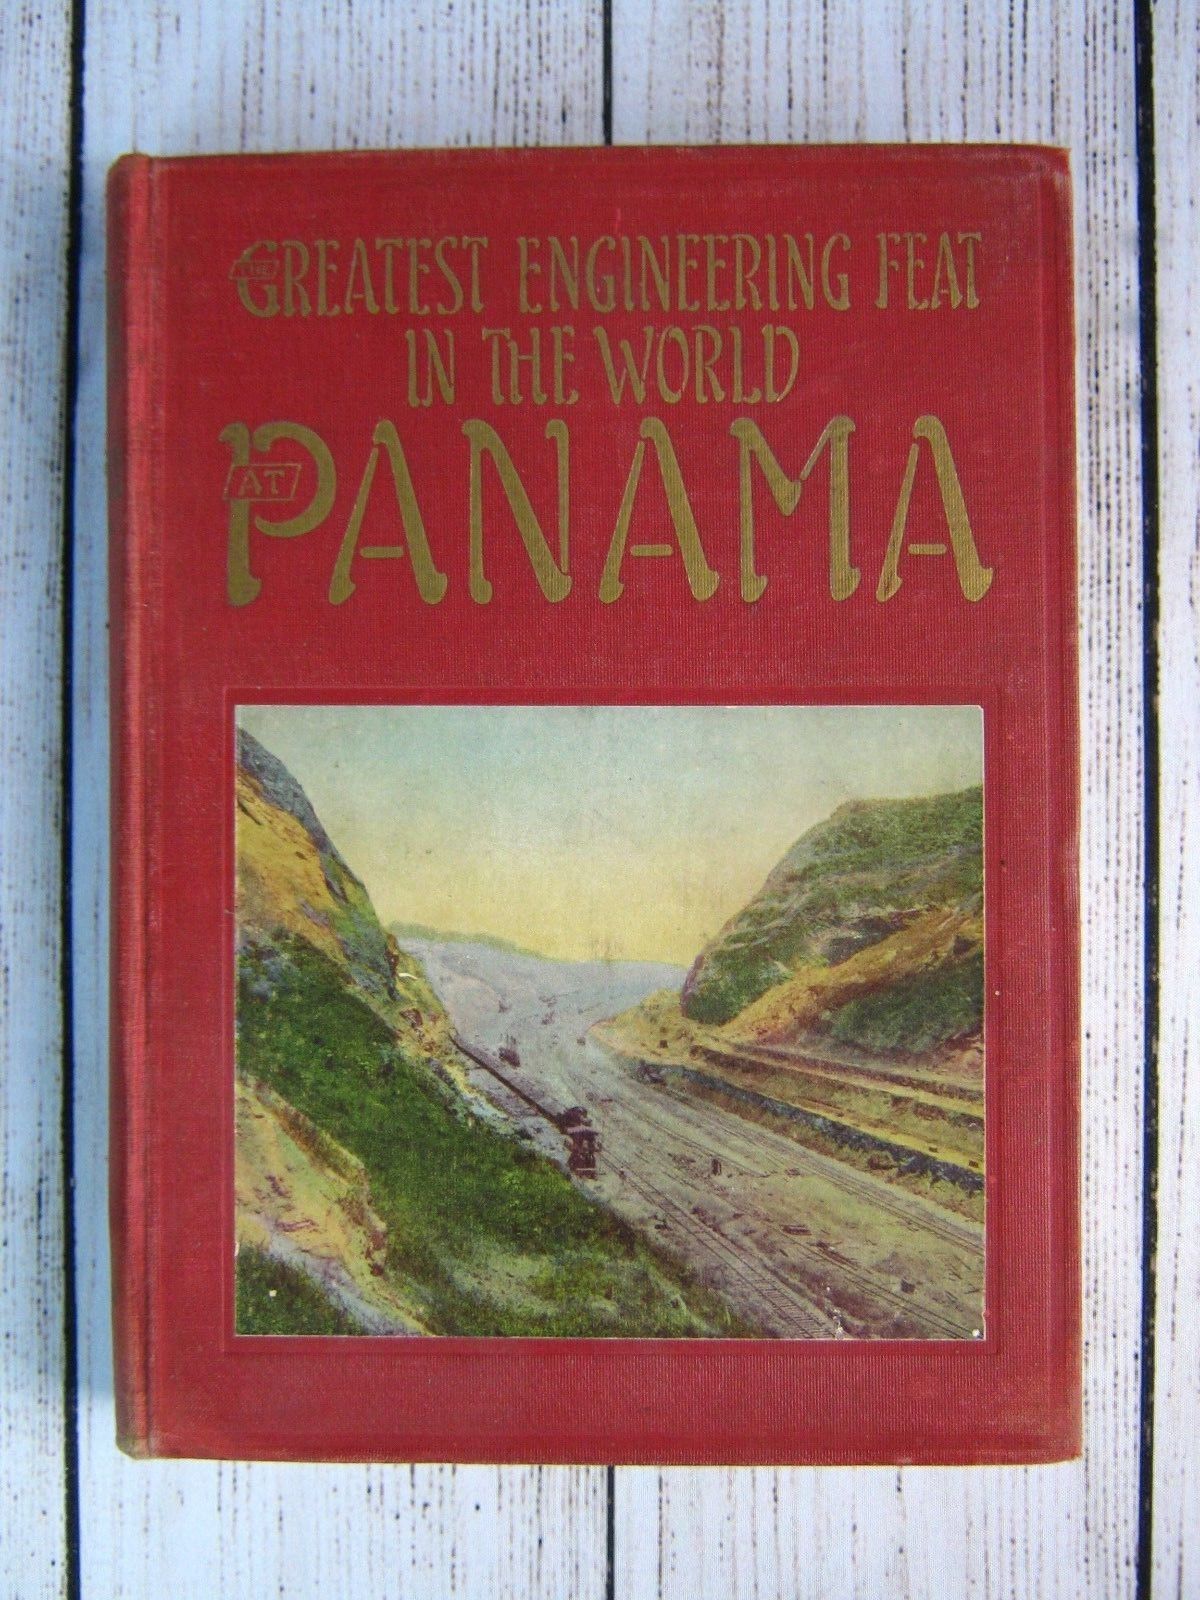 THE GREATEST ENGINEERING FEAT
IN THE WORLD
AT PANAMA